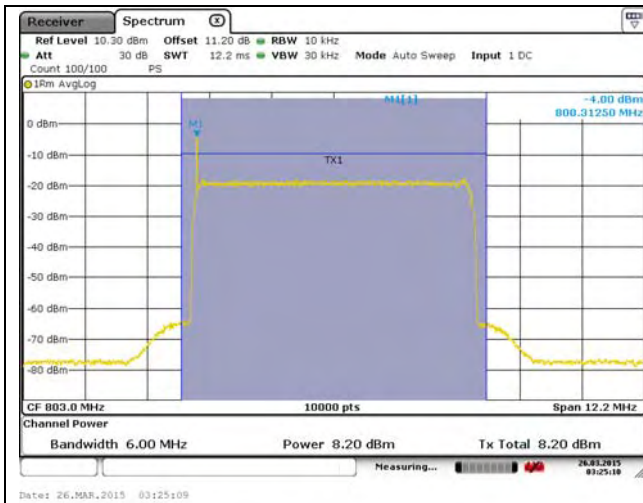 Receiver Spectrum
Ref Level 10.30 dBm Offset 11.20 dB RBW 10 kHz
Att 30 dB SWT 12.2 ms VBW 30 kHz Mode Auto Sweep Input 1 DC
Count 100/100 PS
1Rm AvgLog
M1[1] -4.00 dBm
800.31250 MHz
0 dBm
M1
-10 dBm
TX1
-20 dBm
-30 dBm
-40 dBm
-50 dBm
-60 dBm
-70 dBm
-80 dBm
CF 803.0 MHz 10000 pts Span 12.2 MHz
Channel Power
Bandwidth 6.00 MHz Power 8.20 dBm Tx Total 8.20 dBm
Measuring... 26.03.2015
03:25:10
Date: 26.MAR.2015 03:25:09